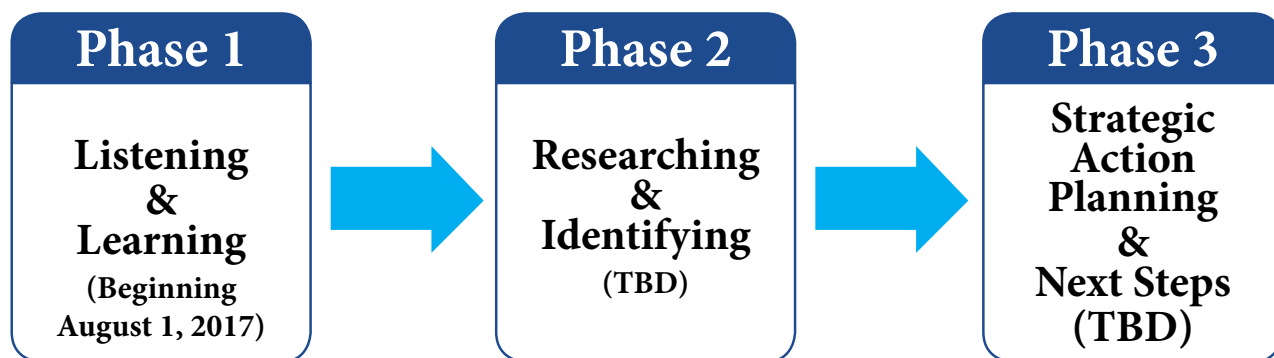 Phase 1
Listening
&
Learning
(Beginning
August 1, 2017)
Phase 2
Researching
&
Identifying
(TBD)
Phase 3
Strategic
Action
Planning
&
Next Steps
(TBD)